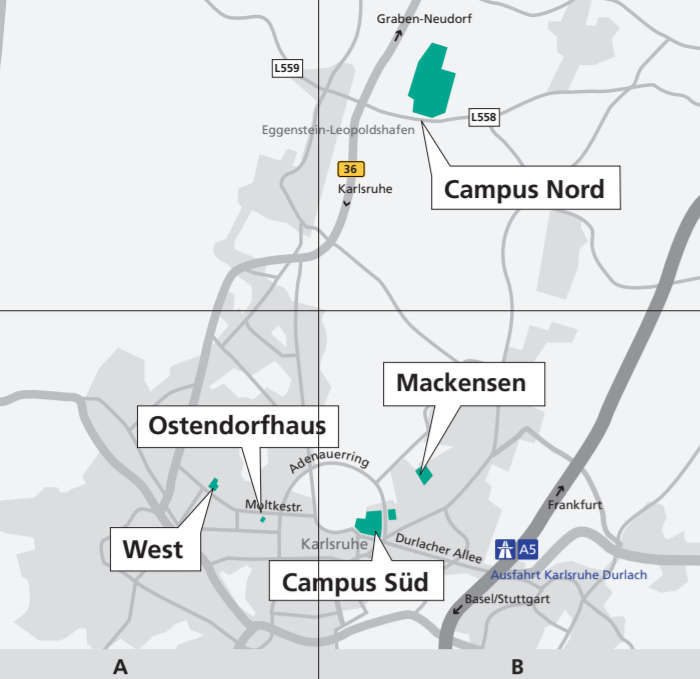 Graben-Neudorf
L559
L558
Eggenstein-Leopoldshafen
36
Karlsruhe
Campus Nord
Mackensen
Ostendorfhaus
Adenauerring
Moltkestr.
Frankfurt
West
Karlsruhe
Durlacher Allee
A5
Campus Süd
Ausfahrt Karlsruhe Durlach
Basel/Stuttgart
A
B